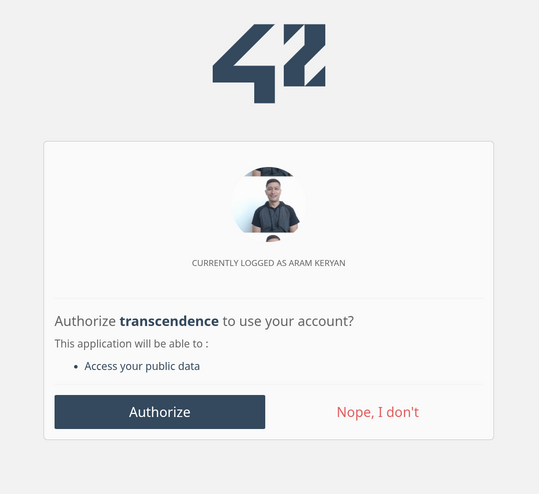 42
CURRENTLY LOGGED AS ARAM KERYAN
Authorize transcendence to use your account?
This application will be able to :
• Access your public data
Authorize
Nope, I don't